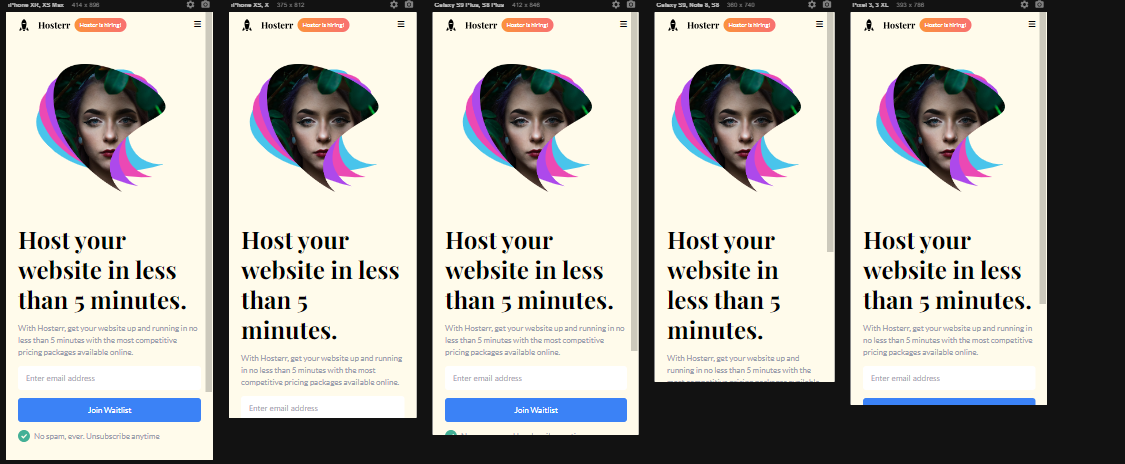 iPhone XR, XS Max 414 x 896
Hosterr
Hostor is hiring!
Host your
website in less
than 5 minutes.
With Hosterr, get your website up and running in no
less than 5 minutes with the most competitive
pricing packages available online.
Enter email address
Join Waitlist
No spam, ever. Unsubscribe anytime
iPhone XS, X 375 x 812
Hosterr
Hostor is hiring!
Host your
website in less
than 5
minutes.
With Hosterr, get your website up and running
in no less than 5 minutes with the most
competitive pricing packages available online.
Enter email address
Galaxy S9 Plus, S8 Plus 412 x 846
Hosterr
Hostor is hiring!
Host your
website in less
than 5 minutes.
With Hosterr, get your website up and running in no
less than 5 minutes with the most competitive
pricing packages available online.
Enter email address
Join Waitlist
Galaxy S9, Note 8, S8 360 x 740
Hosterr
Hostor is hiring!
Host your
website in
less than 5
minutes.
With Hosterr, get your website up and
running in no less than 5 minutes with the
Pixel 3, 3 XL 393 x 786
Hosterr
Hostor is hiring!
Host your
website in less
than 5 minutes.
With Hosterr, get your website up and running in
no less than 5 minutes with the most competitive
pricing packages available online.
Enter email address